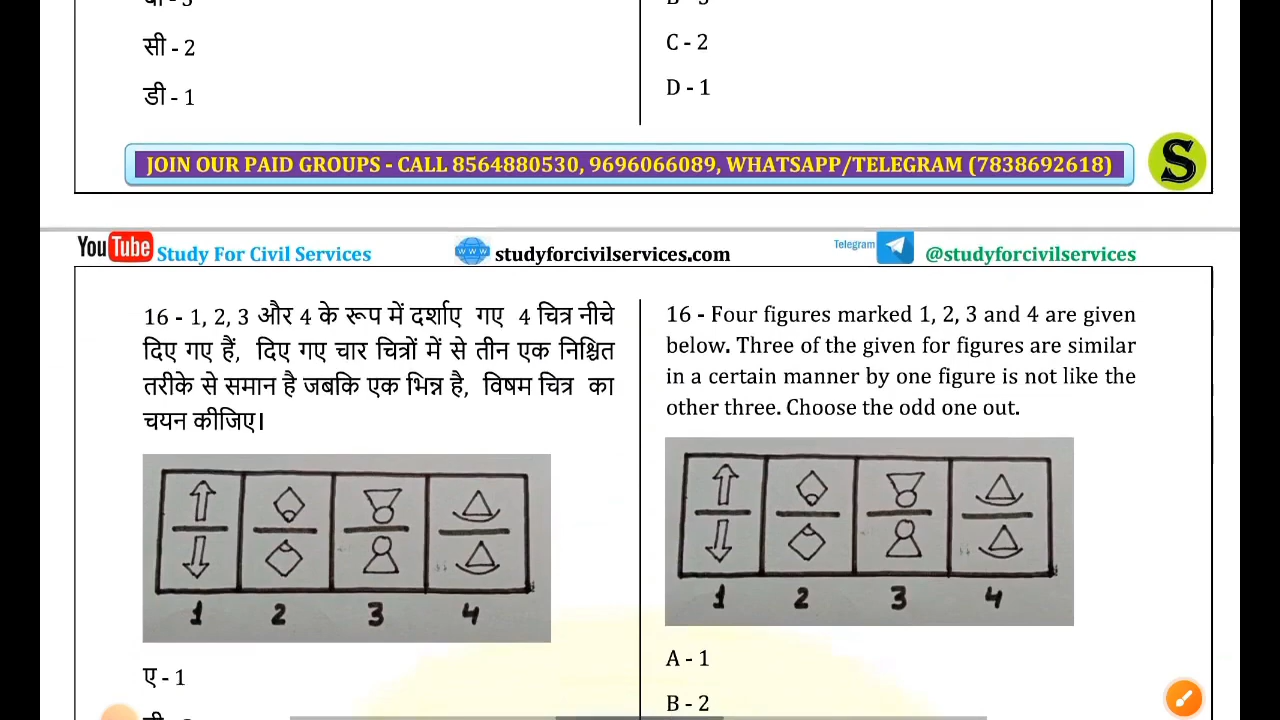 सी - 2
डी - 1
C - 2
D - 1
JOIN OUR PAID GROUPS - CALL 8564880530, 9696066089, WHATSAPP/TELEGRAM (7838692618)
S
YouTube Study For Civil Services
www studyforcivilservices.com
Telegram @studyforcivilservices
16 - 1, 2, 3 और 4 के रूप में दर्शाए गए 4 चित्र नीचे
दिए गए हैं, दिए गए चार चित्रों में से तीन एक निश्चित
तरीके से समान है जबकि एक भिन्न है, विषम चित्र का
चयन कीजिए।
1 2 3 4
ए - 1
16 - Four figures marked 1, 2, 3 and 4 are given
below. Three of the given for figures are similar
in a certain manner by one figure is not like the
other three. Choose the odd one out.
1 2 3 4
A - 1
B - 2